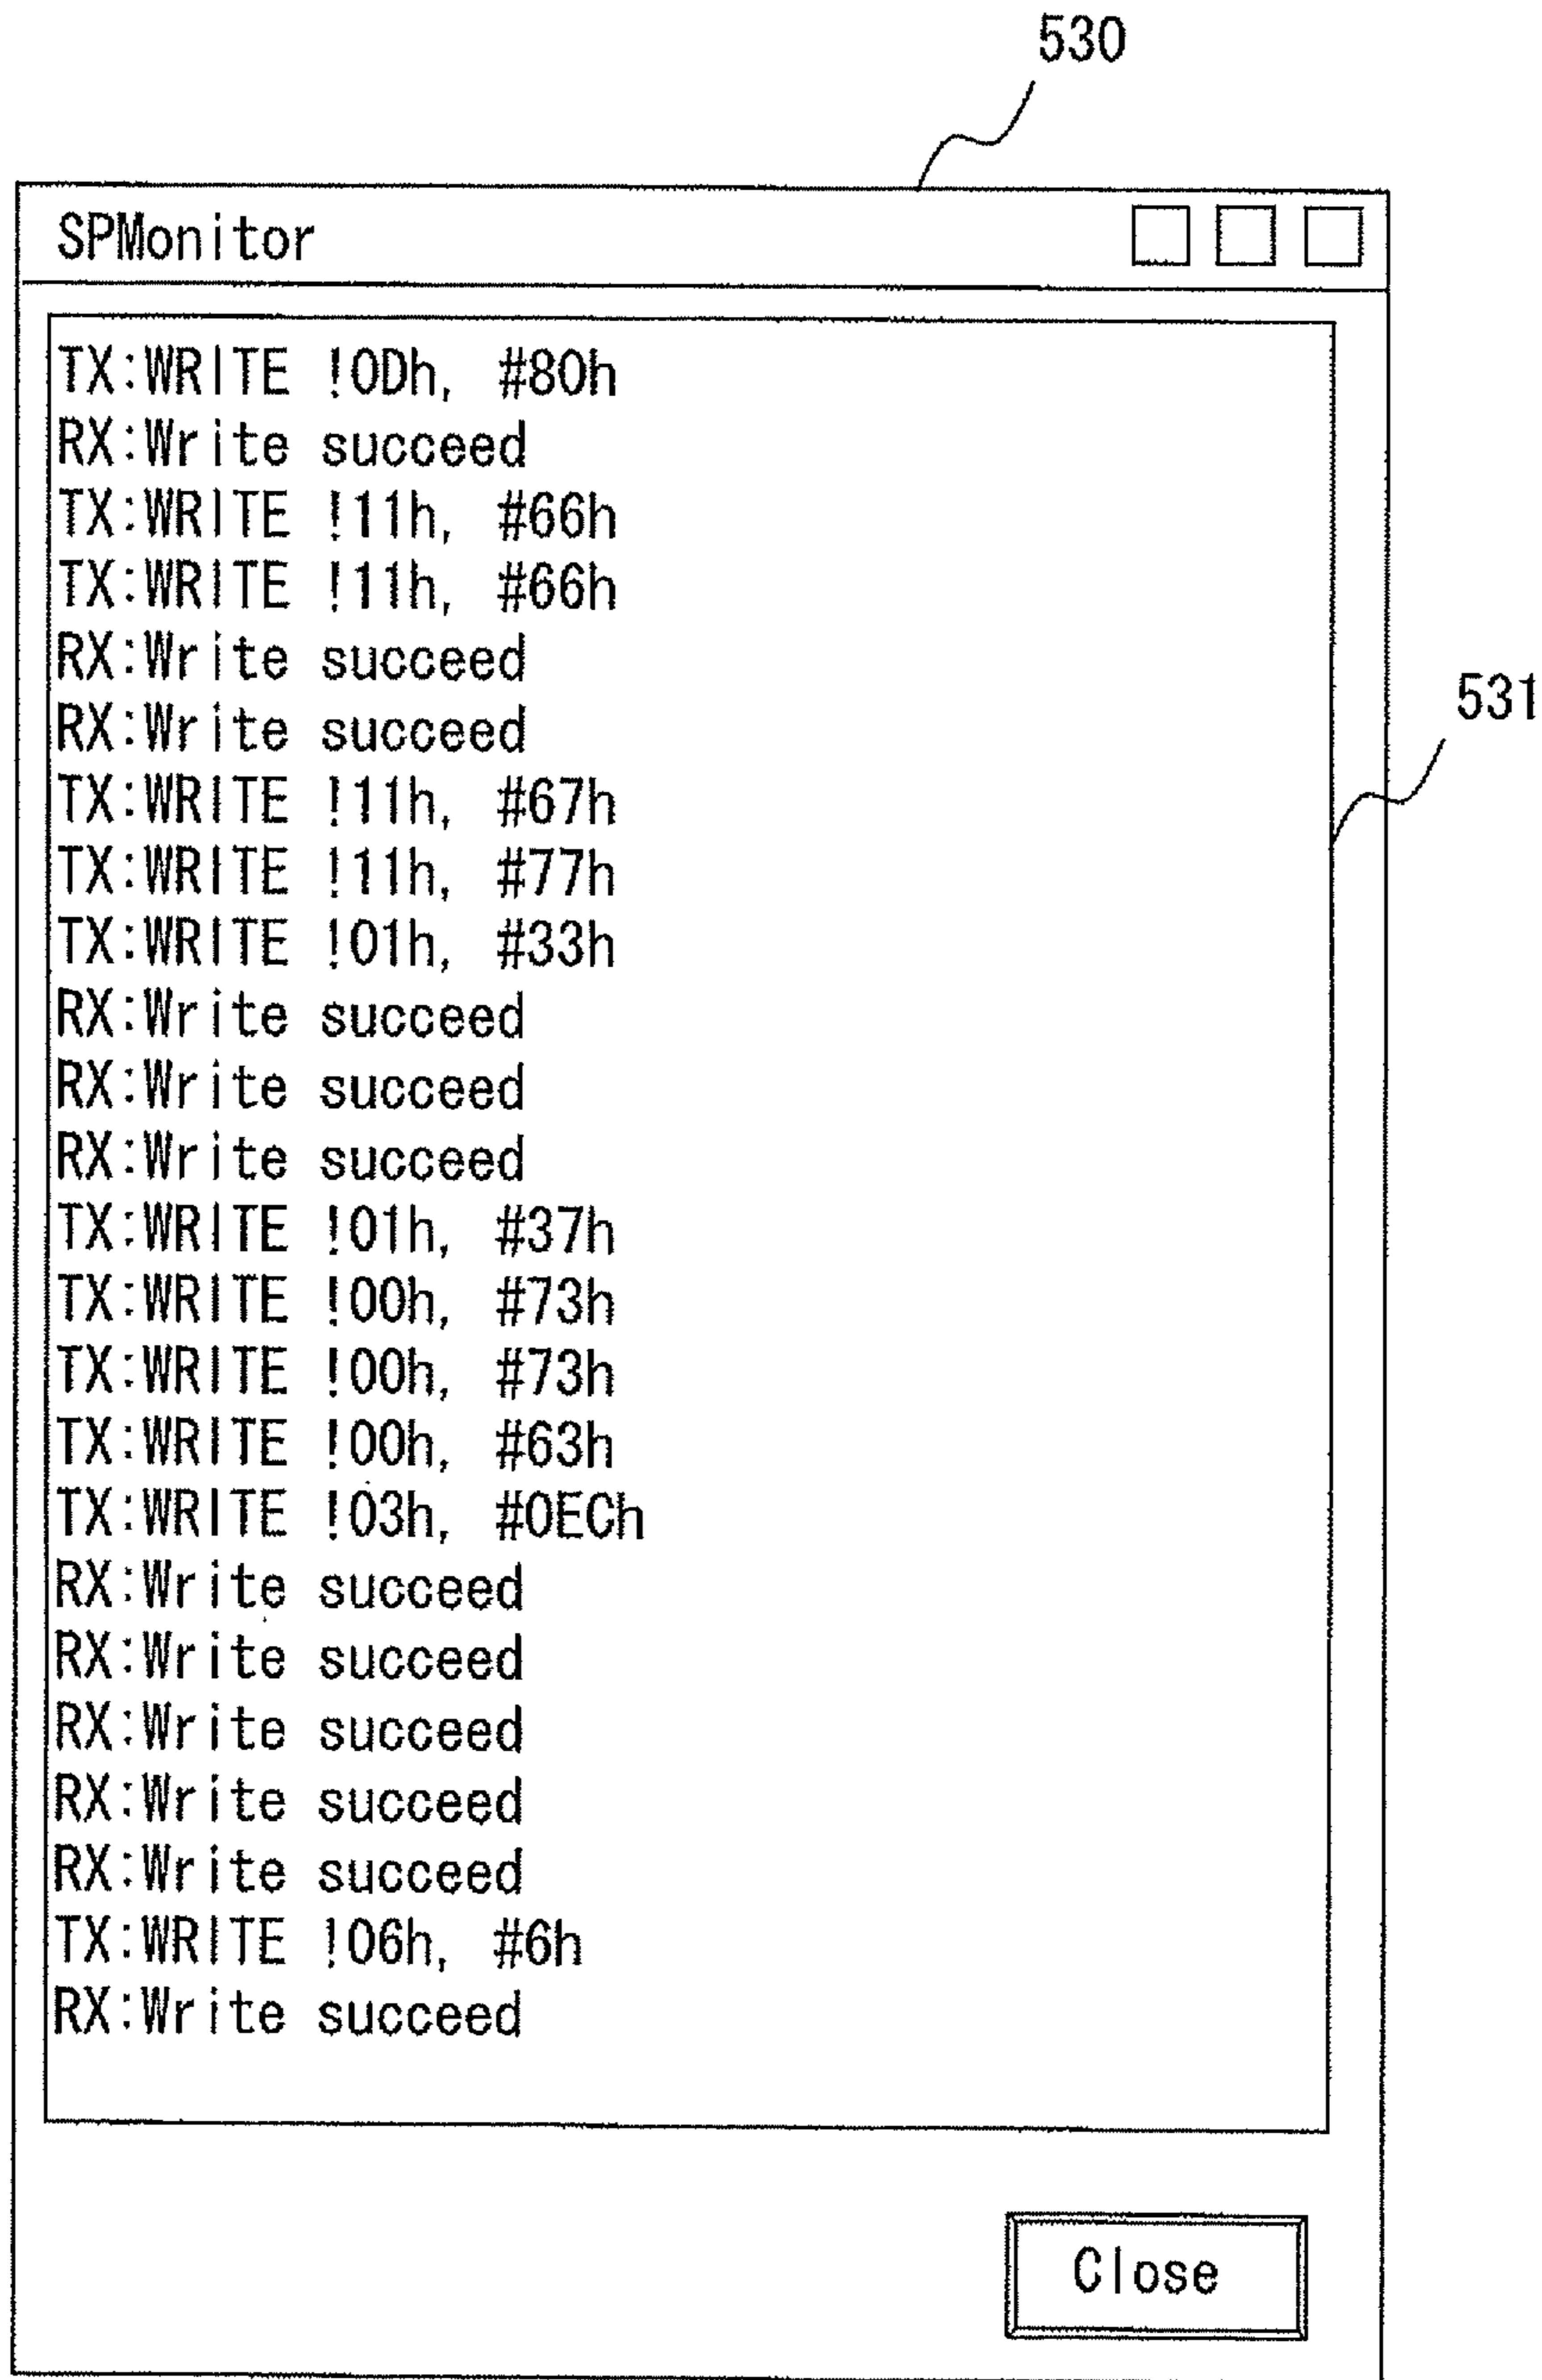 530
SPMonitor
TX:WRITE !0Dh, #80h
RX:Write succeed
TX:WRITE !11h, #66h
TX:WRITE !11h, #66h
RX:Write succeed
RX:Write succeed
531
TX:WRITE !11h, #67h
TX:WRITE !11h, #77h
TX:WRITE !01h, #33h
RX:Write succeed
RX:Write succeed
RX:Write succeed
TX:WRITE !01h, #37h
TX:WRITE !00h, #73h
TX:WRITE !00h, #73h
TX:WRITE !00h, #63h
TX:WRITE !03h, #0ECh
RX:Write succeed
RX:Write succeed
RX:Write succeed
RX:Write succeed
RX:Write succeed
TX:WRITE !06h, #6h
RX:Write succeed
Close